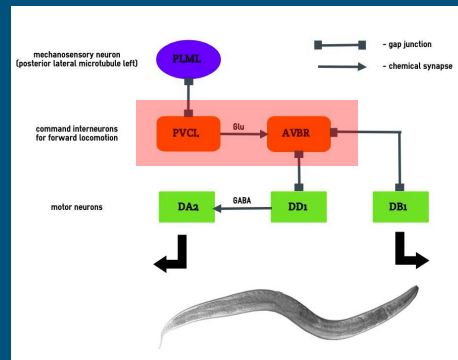 PLML
mechanosensory neuron
(posterior lateral microtubule left)
- gap junction
- chemical synapse
command interneurons
for forward locomotion
PVCL
Glu
AVBR
motor neurons
DA2
GABA
DD1
DB1